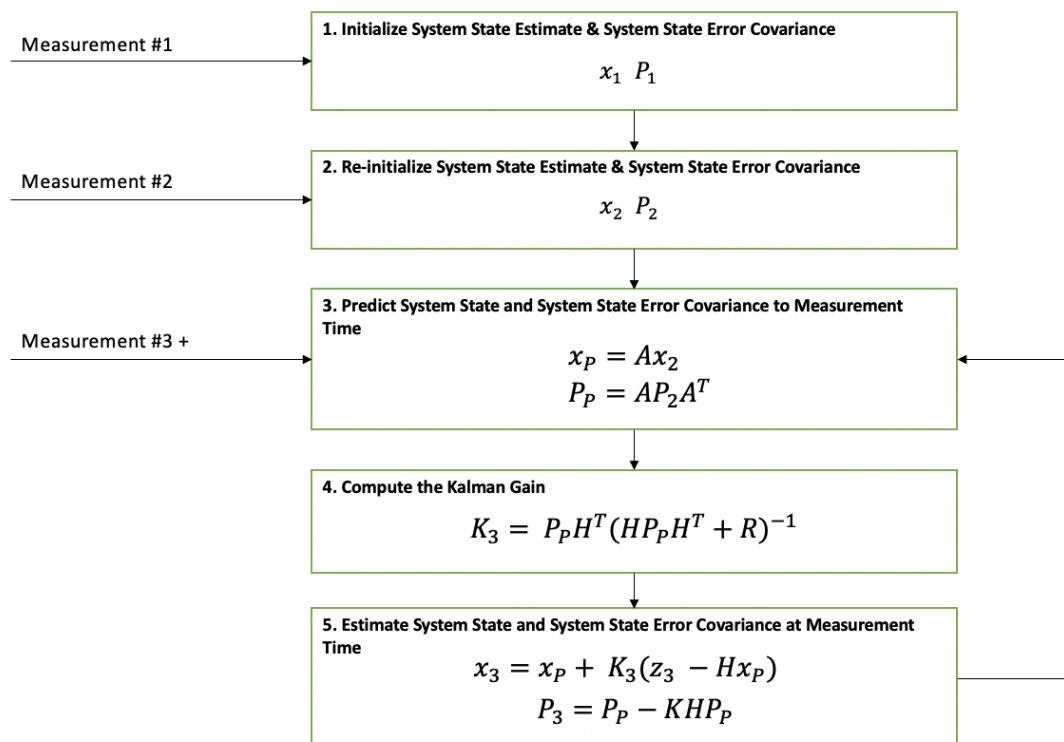 Measurement #1
1. Initialize System State Estimate & System State Error Covariance
x₁ P₁
Measurement #2
2. Re-initialize System State Estimate & System State Error Covariance
x₂ P₂
Measurement #3 +
3. Predict System State and System State Error Covariance to Measurement
Time
x_P = Ax₂
P_P = AP₂Aᵀ
4. Compute the Kalman Gain
K₃ = P_PHᵀ(HP_PHᵀ + R)⁻¹
5. Estimate System State and System State Error Covariance at Measurement
Time
x₃ = x_P + K₃(z₃ − Hx_P)
P₃ = P_P − KHP_P